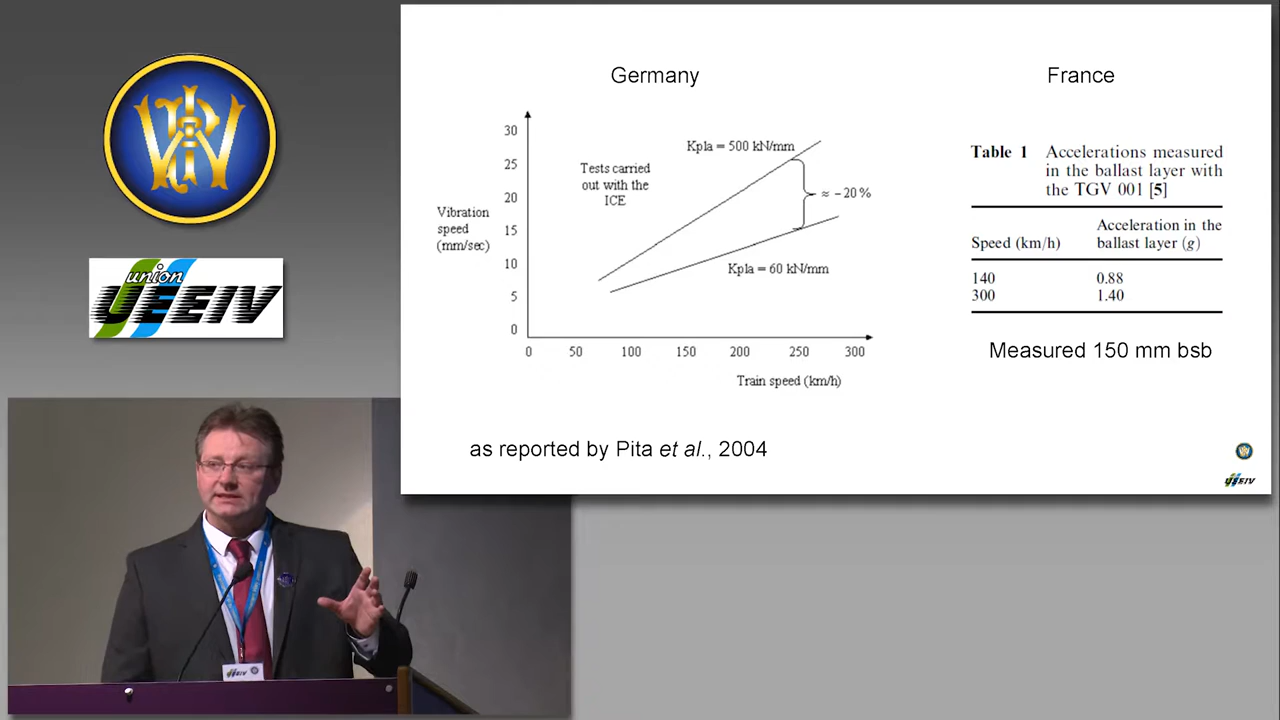 PWI
union
UEEIV
Germany
France
30
25
20
15
10
5
0
0 50 100 150 200 250 300
Vibration
speed
(mm/sec)
Tests carried
out with the
ICE
Kpla = 500 kN/mm
≈ −20%
Kpla = 60 kN/mm
Train speed (km/h)
Table 1 Accelerations measured
in the ballast layer with
the TGV 001 [5]
Speed (km/h) Acceleration in the
ballast layer (g)
140 0.88
300 1.40
Measured 150 mm bsb
as reported by Pita et al., 2004
UEEIV
UEEIV